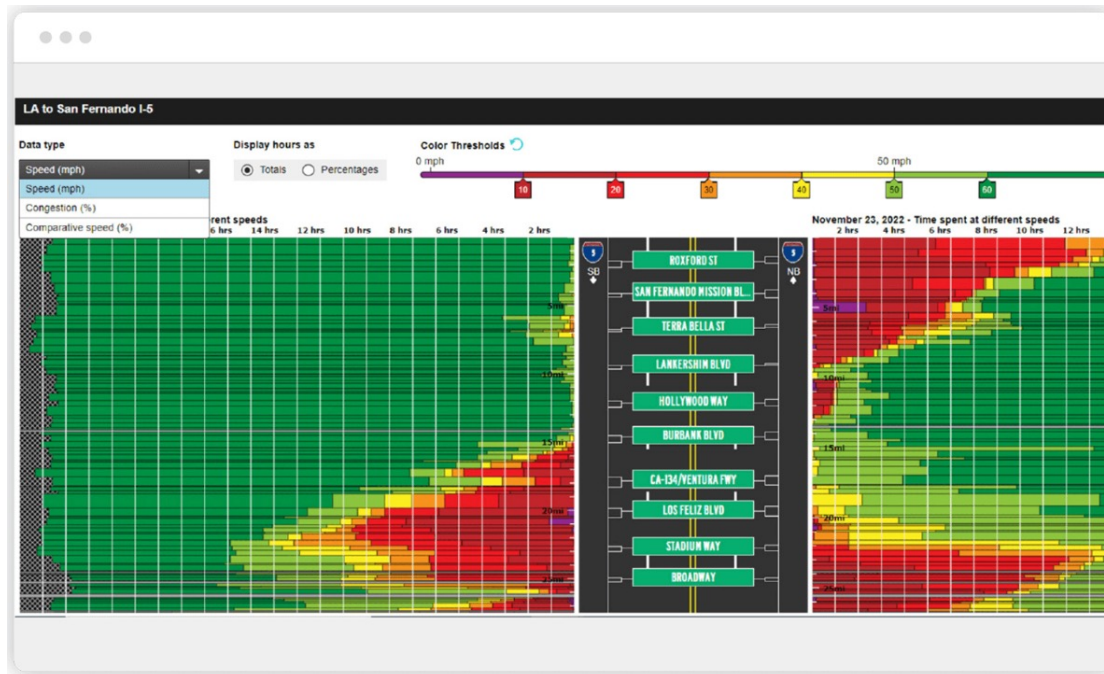 LA to San Fernando I-5
Data type
Display hours as
Color Thresholds
Speed (mph)
Totals
Percentages
0 mph
50 mph
10
20
30
40
50
60
Speed (mph)
Congestion (%)
Comparative speed (%)
rent speeds
6 hrs 14 hrs 12 hrs 10 hrs 8 hrs 6 hrs 4 hrs 2 hrs
November 23, 2022 - Time spent at different speeds
2 hrs 4 hrs 6 hrs 8 hrs 10 hrs 12 hrs
5mi
10mi
15mi
20mi
25mi
5
SB
ROXFORD ST
SAN FERNANDO MISSION BL...
TERRA BELLA ST
LANKERSHIM BLVD
HOLLYWOOD WAY
BURBANK BLVD
CA-134/VENTURA FWY
LOS FELIZ BLVD
STADIUM WAY
BROADWAY
5
NB
5mi
10mi
15mi
20mi
25mi